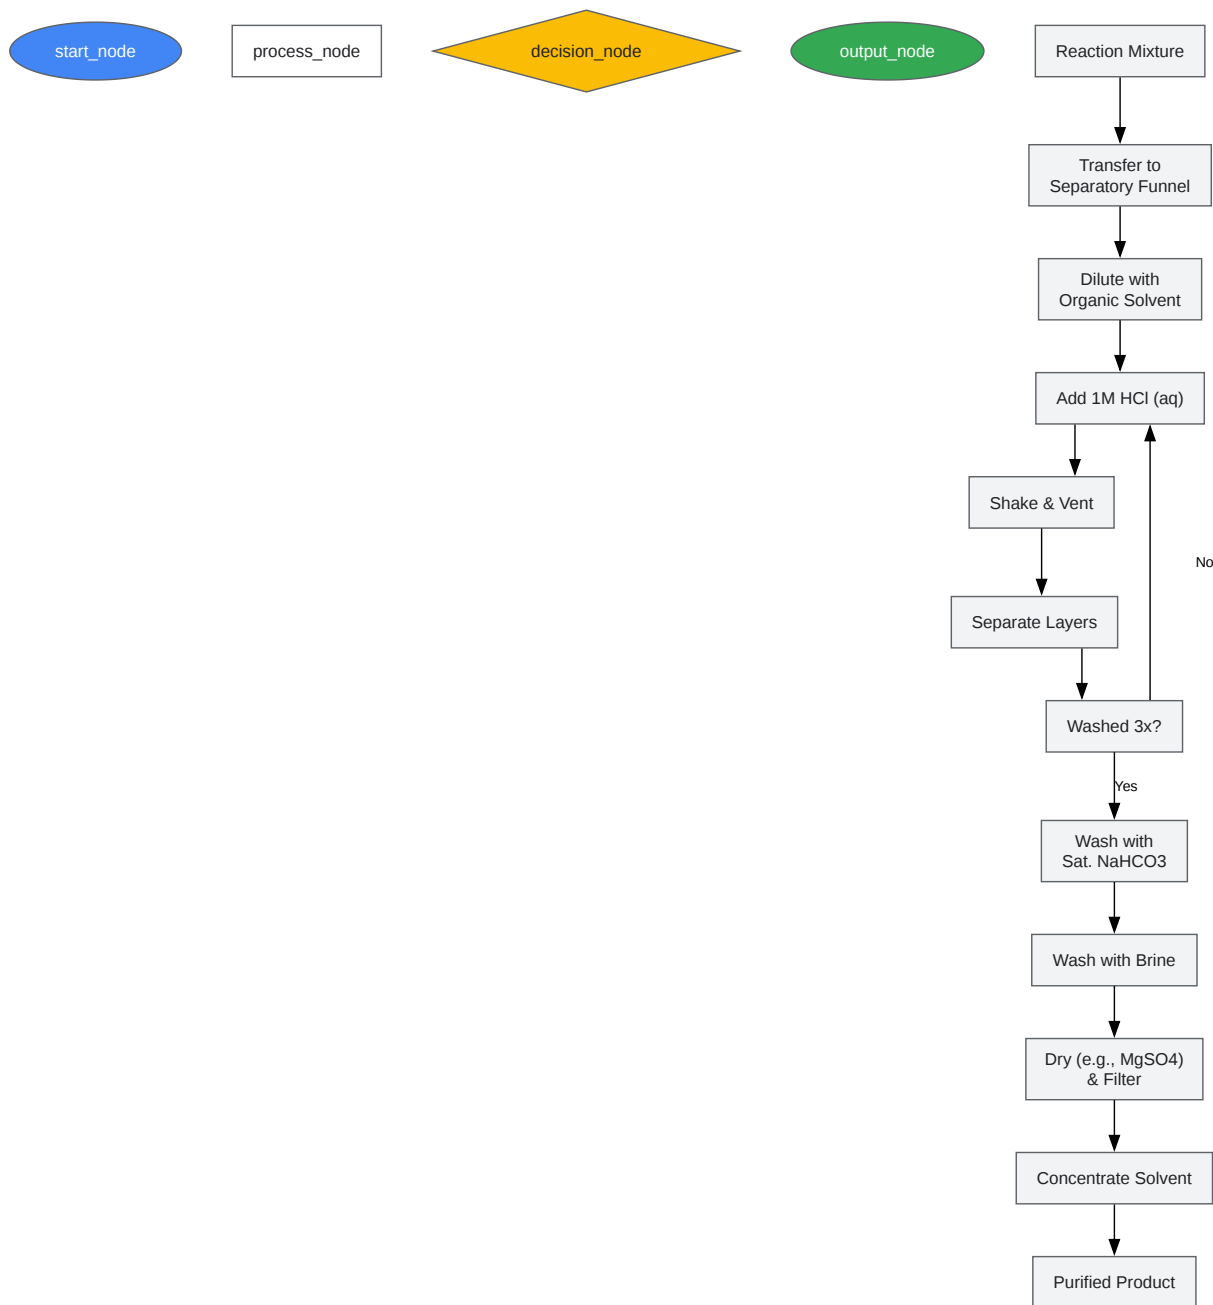 start_node
process_node
decision_node
output_node
Reaction Mixture
Transfer to
Separatory Funnel
Dilute with
Organic Solvent
Add 1M HCl (aq)
Shake & Vent
No
Separate Layers
Washed 3x?
Yes
Wash with
Sat. NaHCO3
Wash with Brine
Dry (e.g., MgSO4)
& Filter
Concentrate Solvent
Purified Product